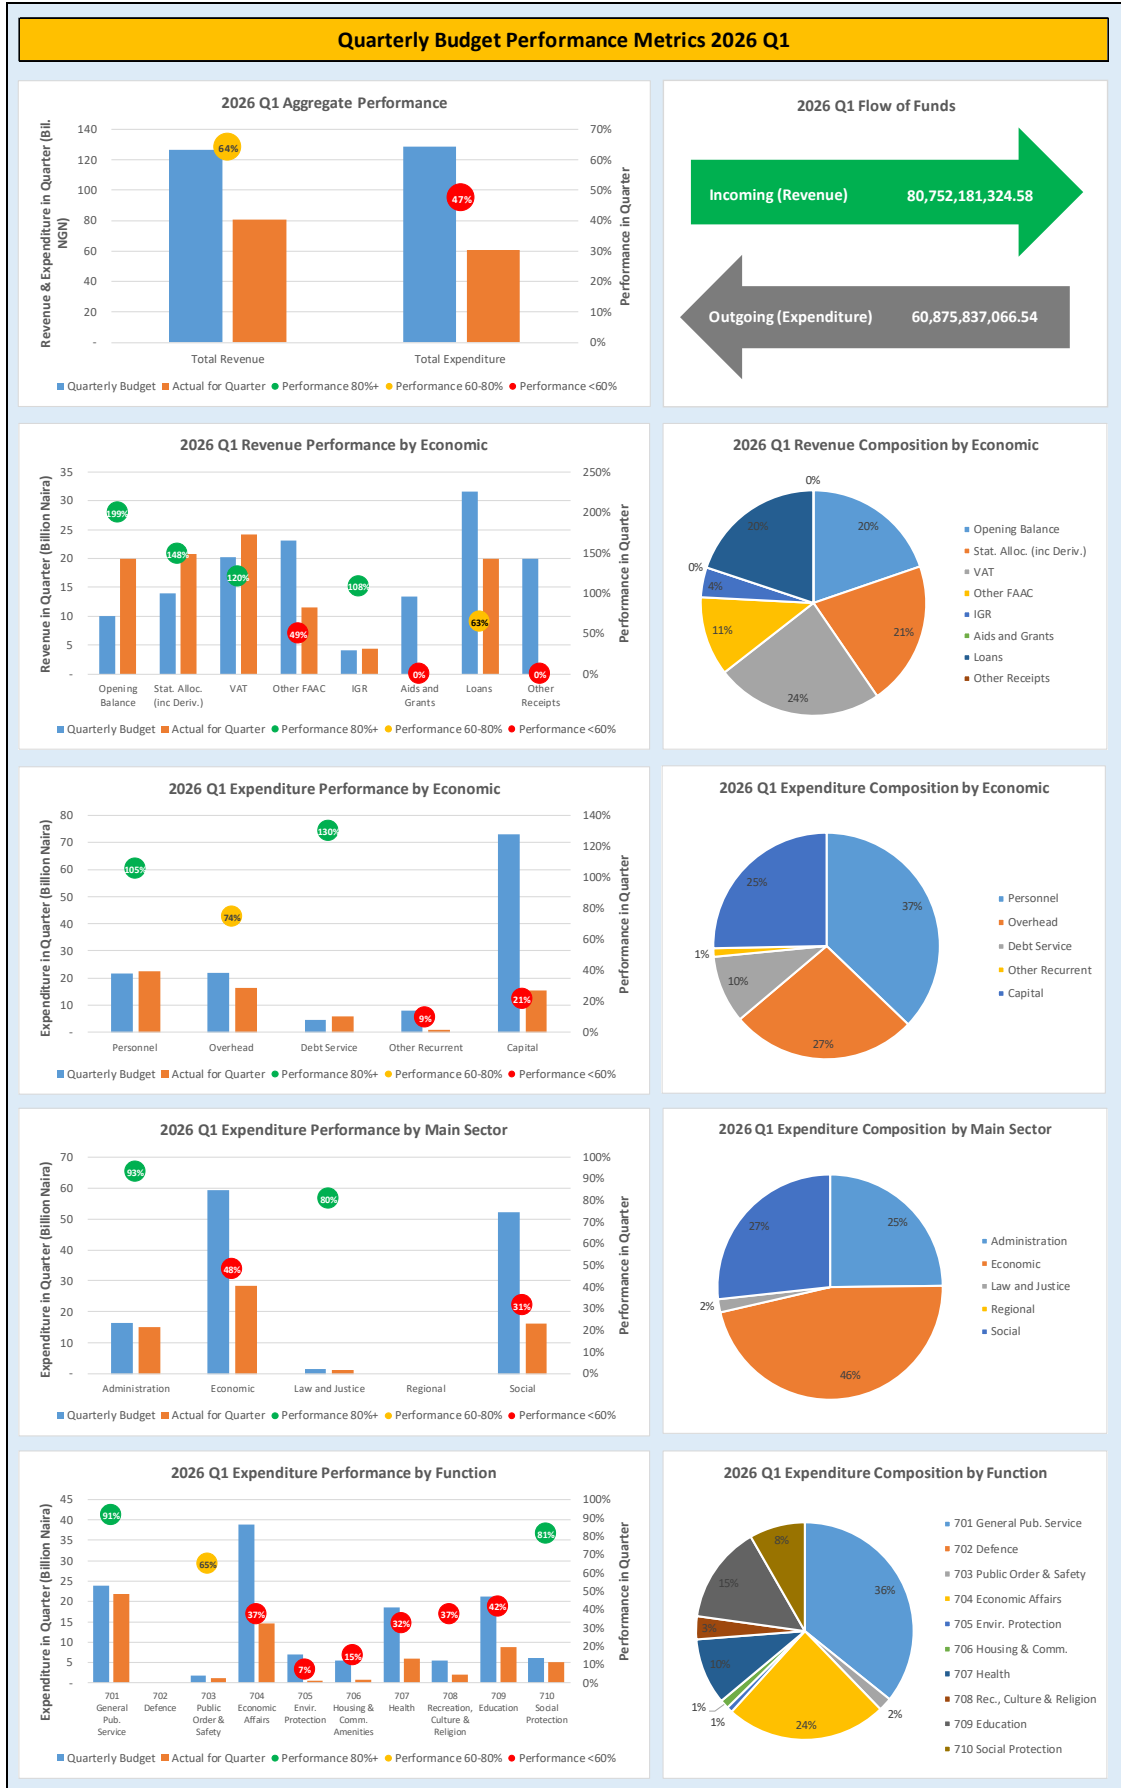 Quarterly Budget Performance Metrics 2026 Q1
2026 Q1 Aggregate Performance
Revenue & Expenditure in Quarter (Bil.
NGN)
140
120
100
80
60
40
20
-
70%
60%
50%
40%
30%
20%
10%
0%
Performance in Quarter
64%
47%
Total Revenue
Total Expenditure
Quarterly Budget
Actual for Quarter
Performance 80%+
Performance 60-80%
Performance <60%
2026 Q1 Flow of Funds
Incoming (Revenue) 80,752,181,324.58
Outgoing (Expenditure) 60,875,837,066.54
2026 Q1 Revenue Performance by Economic
Revenue in Quarter (Billion Naira)
35
30
25
20
15
10
5
-
250%
200%
150%
100%
50%
0%
Performance in Quarter
199%
148%
120%
49%
108%
0%
63%
0%
Opening
Balance
Stat. Alloc.
(inc Deriv.)
VAT
Other FAAC
IGR
Aids and
Grants
Loans
Other
Receipts
Quarterly Budget
Actual for Quarter
Performance 80%+
Performance 60-80%
Performance <60%
2026 Q1 Revenue Composition by Economic
0%
20%
21%
24%
11%
4%
0%
20%
Opening Balance
Stat. Alloc. (inc Deriv.)
VAT
Other FAAC
IGR
Aids and Grants
Loans
Other Receipts
2026 Q1 Expenditure Performance by Economic
Expenditure in Quarter (Billion Naira)
80
70
60
50
40
30
20
10
-
140%
120%
100%
80%
60%
40%
20%
0%
Performance in Quarter
105%
74%
130%
9%
21%
Personnel
Overhead
Debt Service
Other Recurrent
Capital
Quarterly Budget
Actual for Quarter
Performance 80%+
Performance 60-80%
Performance <60%
2026 Q1 Expenditure Composition by Economic
37%
27%
10%
1%
25%
Personnel
Overhead
Debt Service
Other Recurrent
Capital
2026 Q1 Expenditure Performance by Main Sector
Expenditure in Quarter (Billion Naira)
70
60
50
40
30
20
10
-
100%
90%
80%
70%
60%
50%
40%
30%
20%
10%
0%
Performance in Quarter
93%
48%
80%
31%
Administration
Economic
Law and Justice
Regional
Social
Quarterly Budget
Actual for Quarter
Performance 80%+
Performance 60-80%
Performance <60%
2026 Q1 Expenditure Composition by Main Sector
25%
46%
2%
27%
Administration
Economic
Law and Justice
Regional
Social
2026 Q1 Expenditure Performance by Function
Expenditure in Quarter (Billion Naira)
45
40
35
30
25
20
15
10
5
-
100%
90%
80%
70%
60%
50%
40%
30%
20%
10%
0%
Performance in Quarter
91%
65%
37%
7%
15%
32%
37%
42%
81%
701
General
Pub.
Service
702
Defence
703
Public
Order &
Safety
704
Economic
Affairs
705
Envir.
Protection
706
Housing &
Comm.
Amenities
707
Health
708
Recreation,
Culture &
Religion
709
Education
710
Social
Protection
Quarterly Budget
Actual for Quarter
Performance 80%+
Performance 60-80%
Performance <60%
2026 Q1 Expenditure Composition by Function
36%
2%
24%
1%
1%
10%
3%
15%
8%
701 General Pub. Service
702 Defence
703 Public Order & Safety
704 Economic Affairs
705 Envir. Protection
706 Housing & Comm.
707 Health
708 Rec., Culture & Religion
709 Education
710 Social Protection